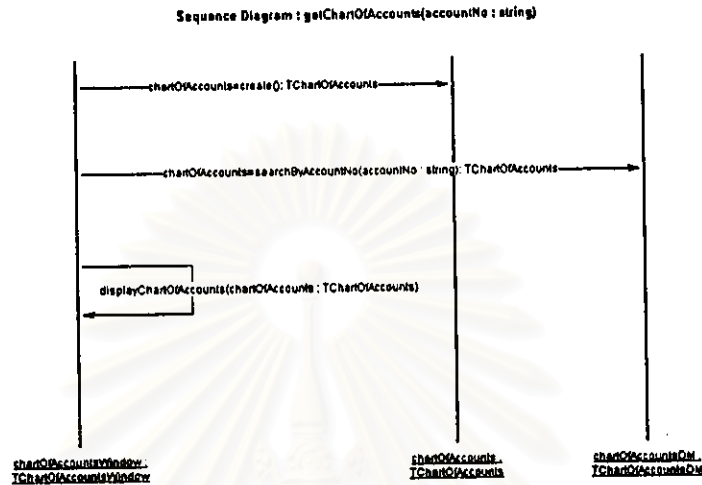 Sequence Diagram : getChartOfAccounts(accountNo : string)
chartOfAccounts=create(): TChartOfAccounts
chartOfAccounts=searchByAccountNo(accountNo : string): TChartOfAccounts
displayChartOfAccounts(chartOfAccounts : TChartOfAccounts)
chartOfAccountsWindow :
TChartOfAccountsWindow
chartOfAccounts :
TChartOfAccounts
chartOfAccountsDM :
TChartOfAccountsDM